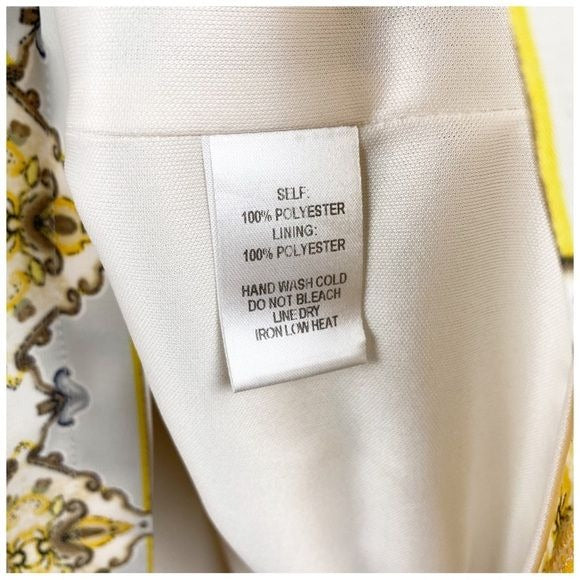 SELF:
100% POLYESTER
LINING:
100% POLYESTER
HAND WASH COLD
DO NOT BLEACH
LINE DRY
IRON LOW HEAT